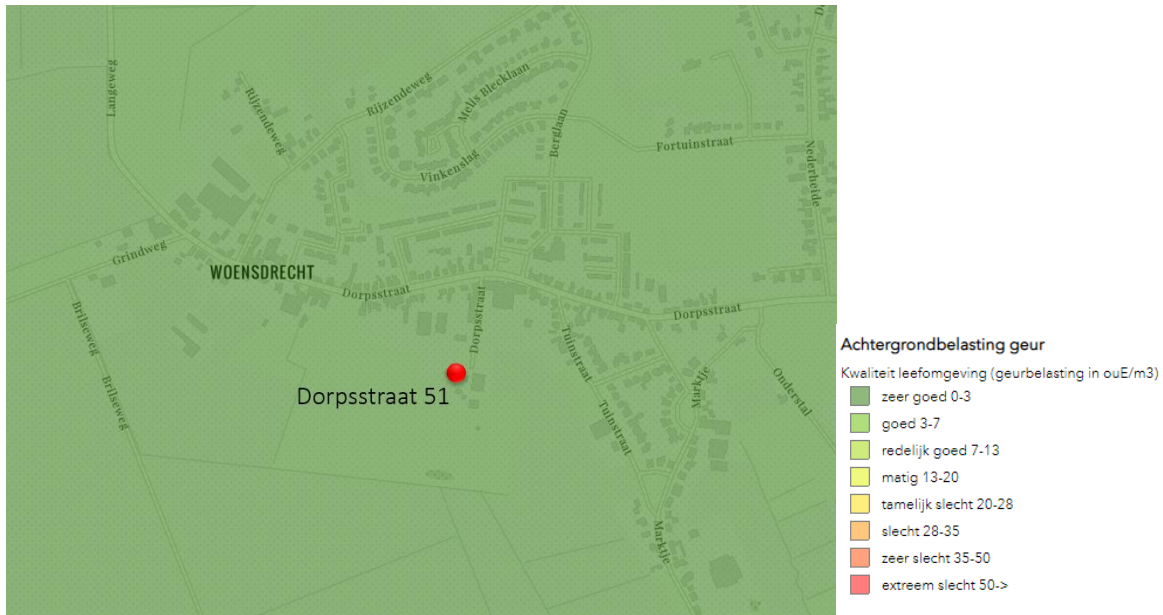 Langeweg
Rijzendeweg
Rijzendeweg
Melis Blecklaan
Vinkenslag
Berglaan
Fortuinstraat
Nederheide
Grindweg
WOENSDRECHT
Dorpsstraat
Dorpsstraat
Dorpsstraat
Brilseweg
Brilseweg
Tuinstraat
Tuinstraat
Marktje
Marktje
Onderstal
Dorpsstraat 51
Achtergrondbelasting geur
Kwaliteit leefomgeving (geurbelasting in ouE/m3)
zeer goed 0-3
goed 3-7
redelijk goed 7-13
matig 13-20
tamelijk slecht 20-28
slecht 28-35
zeer slecht 35-50
extreem slecht 50->